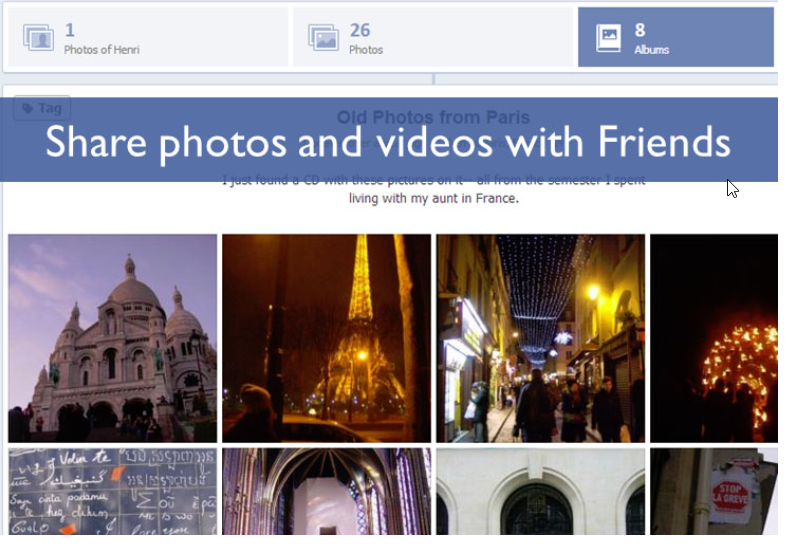 1
Photos of Henri
26
Photos
8
Albums
Tag
Old Photos from Paris
Share photos and videos with Friends
I just found a CD with these pictures on it-- all from the semester I spent
living with my aunt in France.
Volim te
STOP
LA GREVE